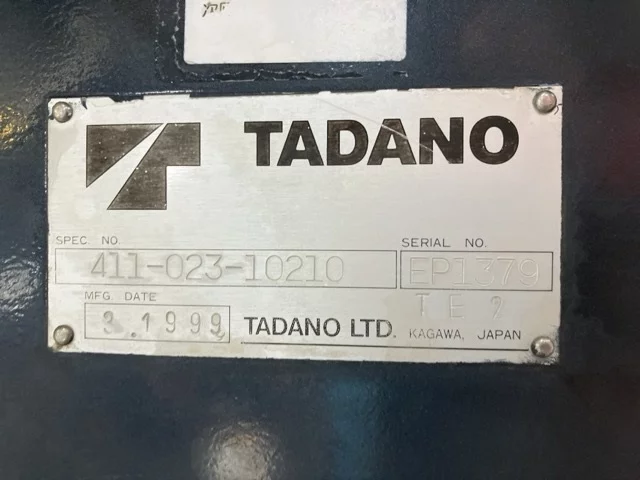 TADANO
SPEC NO.
411-023-10210
SERIAL NO.
EP1379
MFG. DATE
3.1999
TADANO LTD.
KAGAWA, JAPAN